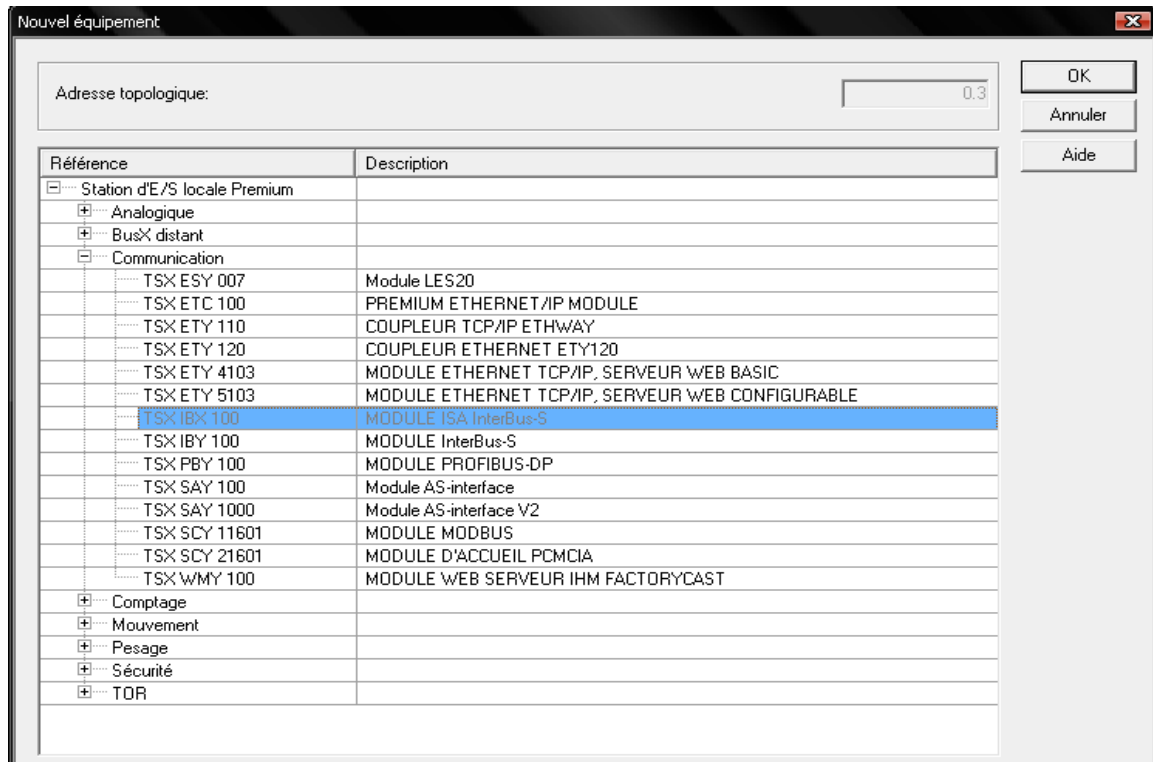 Nouvel équipement
Adresse topologique: 0.3
OK
Annuler
Aide
Référence Description
Station d'E/S locale Premium
Analogique
BusX distant
Communication
TSX ESY 007 Module LES20
TSX ETC 100 PREMIUM ETHERNET/IP MODULE
TSX ETY 110 COUPLEUR TCP/IP ETHWAY
TSX ETY 120 COUPLEUR ETHERNET ETY120
TSX ETY 4103 MODULE ETHERNET TCP/IP, SERVEUR WEB BASIC
TSX ETY 5103 MODULE ETHERNET TCP/IP, SERVEUR WEB CONFIGURABLE
TSX IBX 100 MODULE ISA InterBus-S
TSX IBY 100 MODULE InterBus-S
TSX PBY 100 MODULE PROFIBUS-DP
TSX SAY 100 Module AS-interface
TSX SAY 1000 Module AS-interface V2
TSX SCY 11601 MODULE MODBUS
TSX SCY 21601 MODULE D'ACCUEIL PCMCIA
TSX WMY 100 MODULE WEB SERVEUR IHM FACTORYCAST
Comptage
Mouvement
Pesage
Sécurité
TOR